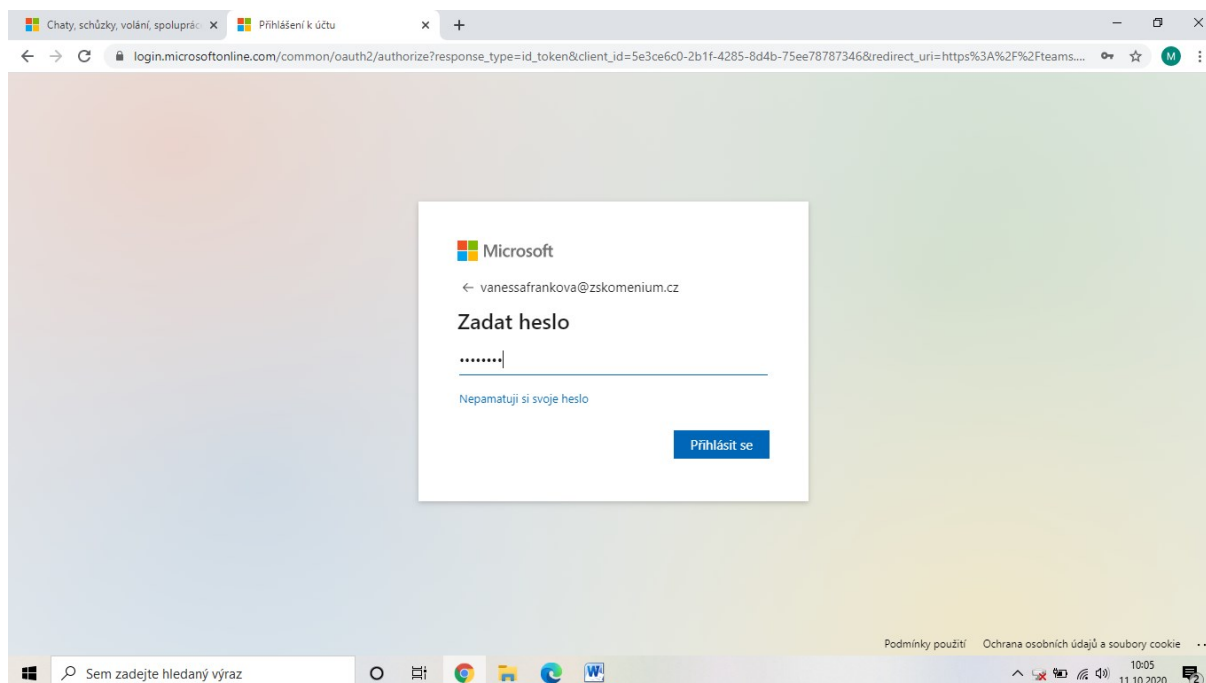 Chaty, schůzky, volání, spoluprác
Přihlášení k účtu
login.microsoftonline.com/common/oauth2/authorize?response_type=id_token&client_id=5e3ce6c0-2b1f-4285-8d4b-75ee78787346&redirect_uri=https%3A%2F%2Fteams....
M
Microsoft
← vanessafrankova@zskomenium.cz
Zadat heslo
••••••••
Nepamatuji si svoje heslo
Přihlásit se
Podmínky použití Ochrana osobních údajů a soubory cookie ..
Sem zadejte hledaný výraz
W
10:05
11.10.2020
2